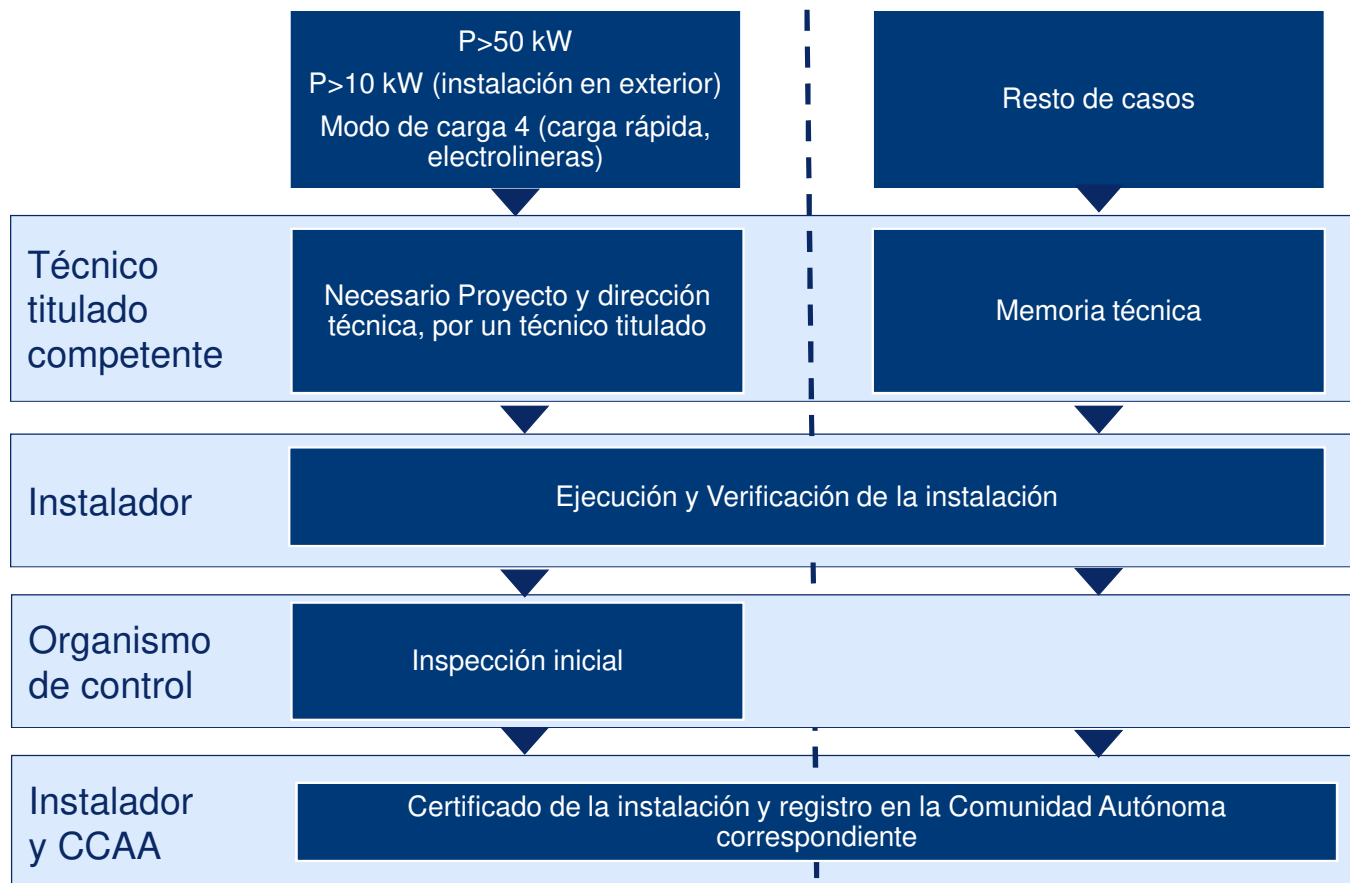 P>50 kW
P>10 kW (instalación en exterior)
Modo de carga 4 (carga rápida,
electrolineras)
Resto de casos
Técnico
titulado
competente
Necesario Proyecto y dirección
técnica, por un técnico titulado
Memoria técnica
Instalador
Ejecución y Verificación de la instalación
Organismo
de control
Inspección inicial
Instalador
y CCAA
Certificado de la instalación y registro en la Comunidad Autónoma
correspondiente